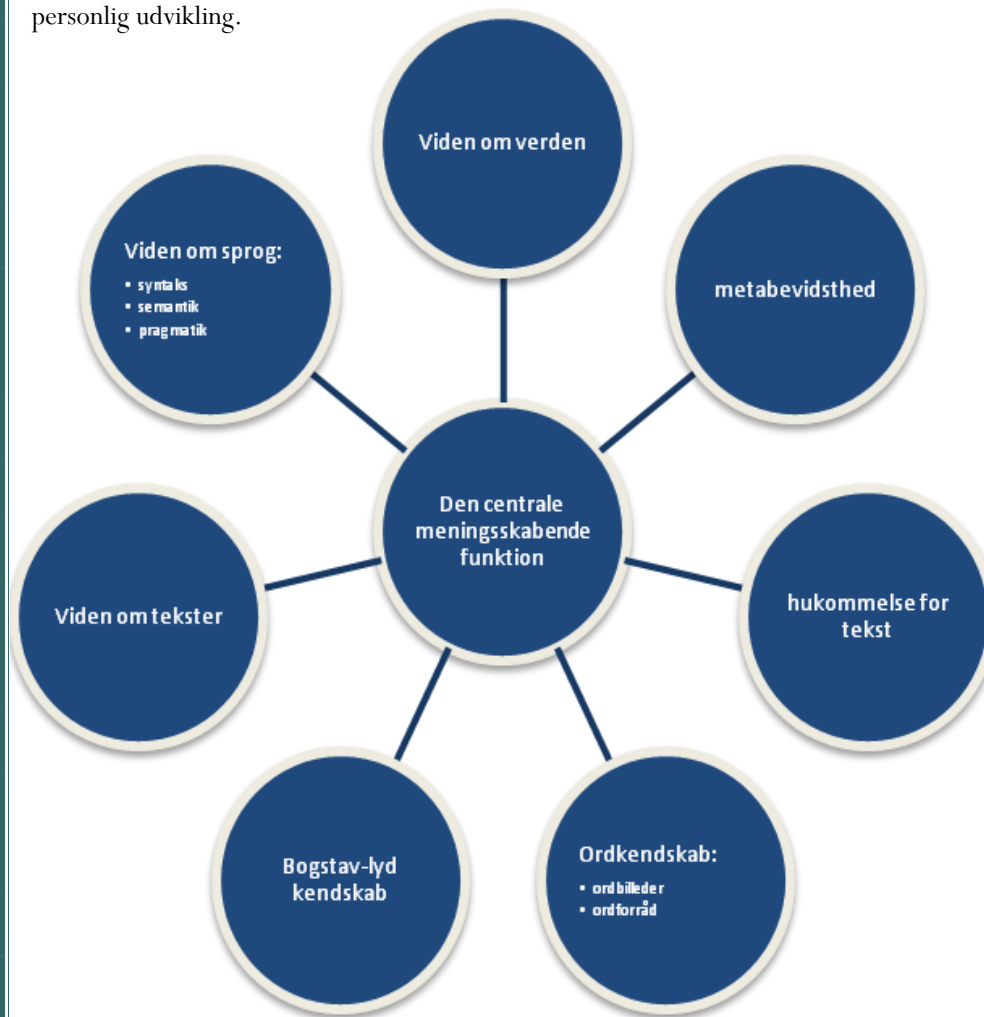 personlig udvikling.
Viden om verden
Viden om sprog:
• syntaks
• semantik
• pragmatik
metabevidsthed
Den centrale
meningsskabende
funktion
Viden om tekster
hukommelse for
tekst
Bogstav-lyd
kendskab
Ordkendskab:
• ordbilleder
• ordforråd